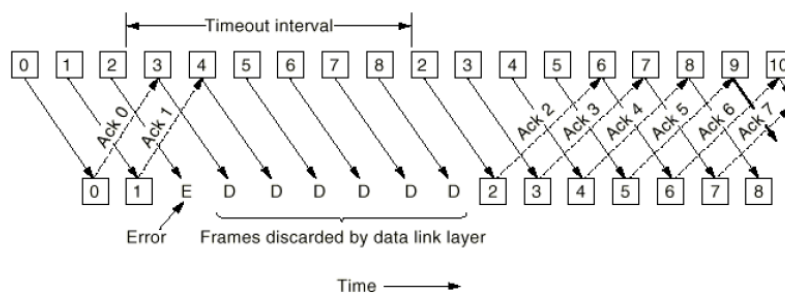 Timeout interval
0 1 2 3 4 5 6 7 8 2 3 4 5 6 7 8 9 10
Ack 0 Ack 1 Ack 2 Ack 3 Ack 4 Ack 5 Ack 6 Ack 7
0 1 E D D D D D D 2 3 4 5 6 7 8
Error Frames discarded by data link layer
Time